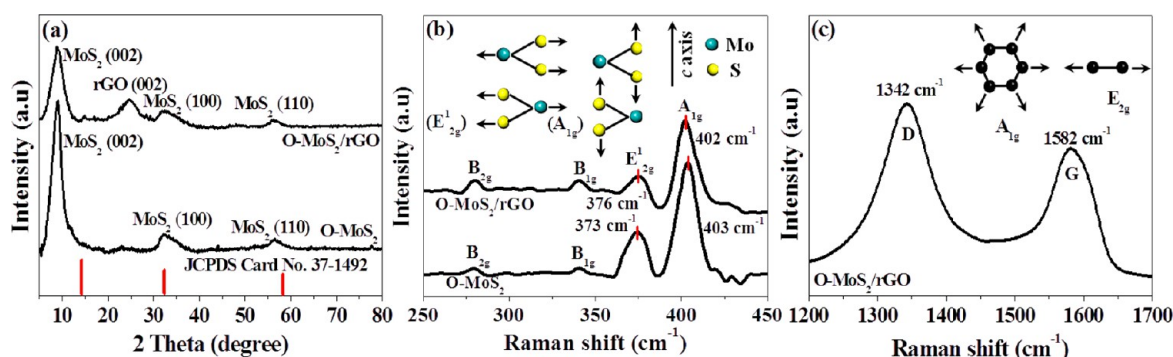 (a)
MoS2 (002)
rGO (002)
MoS2 (100)
MoS2 (110)
O-MoS2/rGO
MoS2 (002)
MoS2 (100)
MoS2 (110)
O-MoS2
JCPDS Card No. 37-1492
10 20 30 40 50 60 70 80
2 Theta (degree)
Intensity (a.u)
(b)
Mo
S
c axis
(E¹2g)
(A1g)
A1g
402 cm⁻¹
B2g
B1g
E¹2g
O-MoS2/rGO
376 cm⁻¹
373 cm⁻¹
403 cm⁻¹
B2g
B1g
O-MoS2
250 300 350 400 450
Raman shift (cm⁻¹)
Intensity (a.u)
(c)
1342 cm⁻¹
D
A1g
E2g
1582 cm⁻¹
G
O-MoS2/rGO
1200 1300 1400 1500 1600 1700
Raman shift (cm⁻¹)
Intensity (a.u)